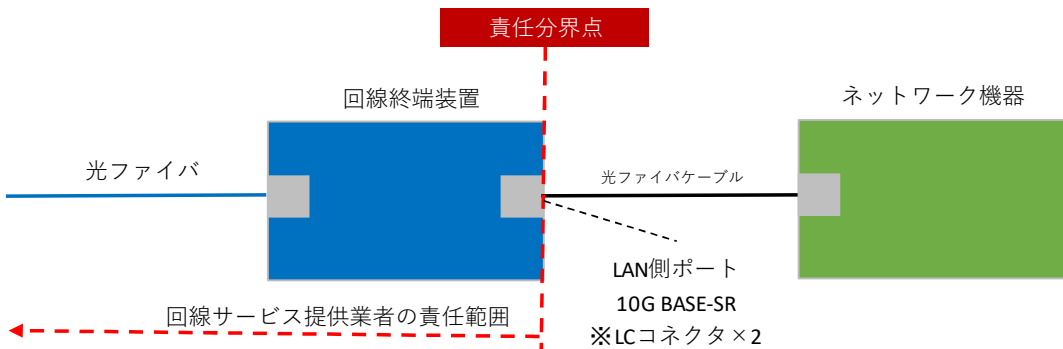 責任分界点
回線終端装置
ネットワーク機器
光ファイバ
光ファイバケーブル
LAN側ポート
10G BASE-SR
※LCコネクタ×2
回線サービス提供業者の責任範囲